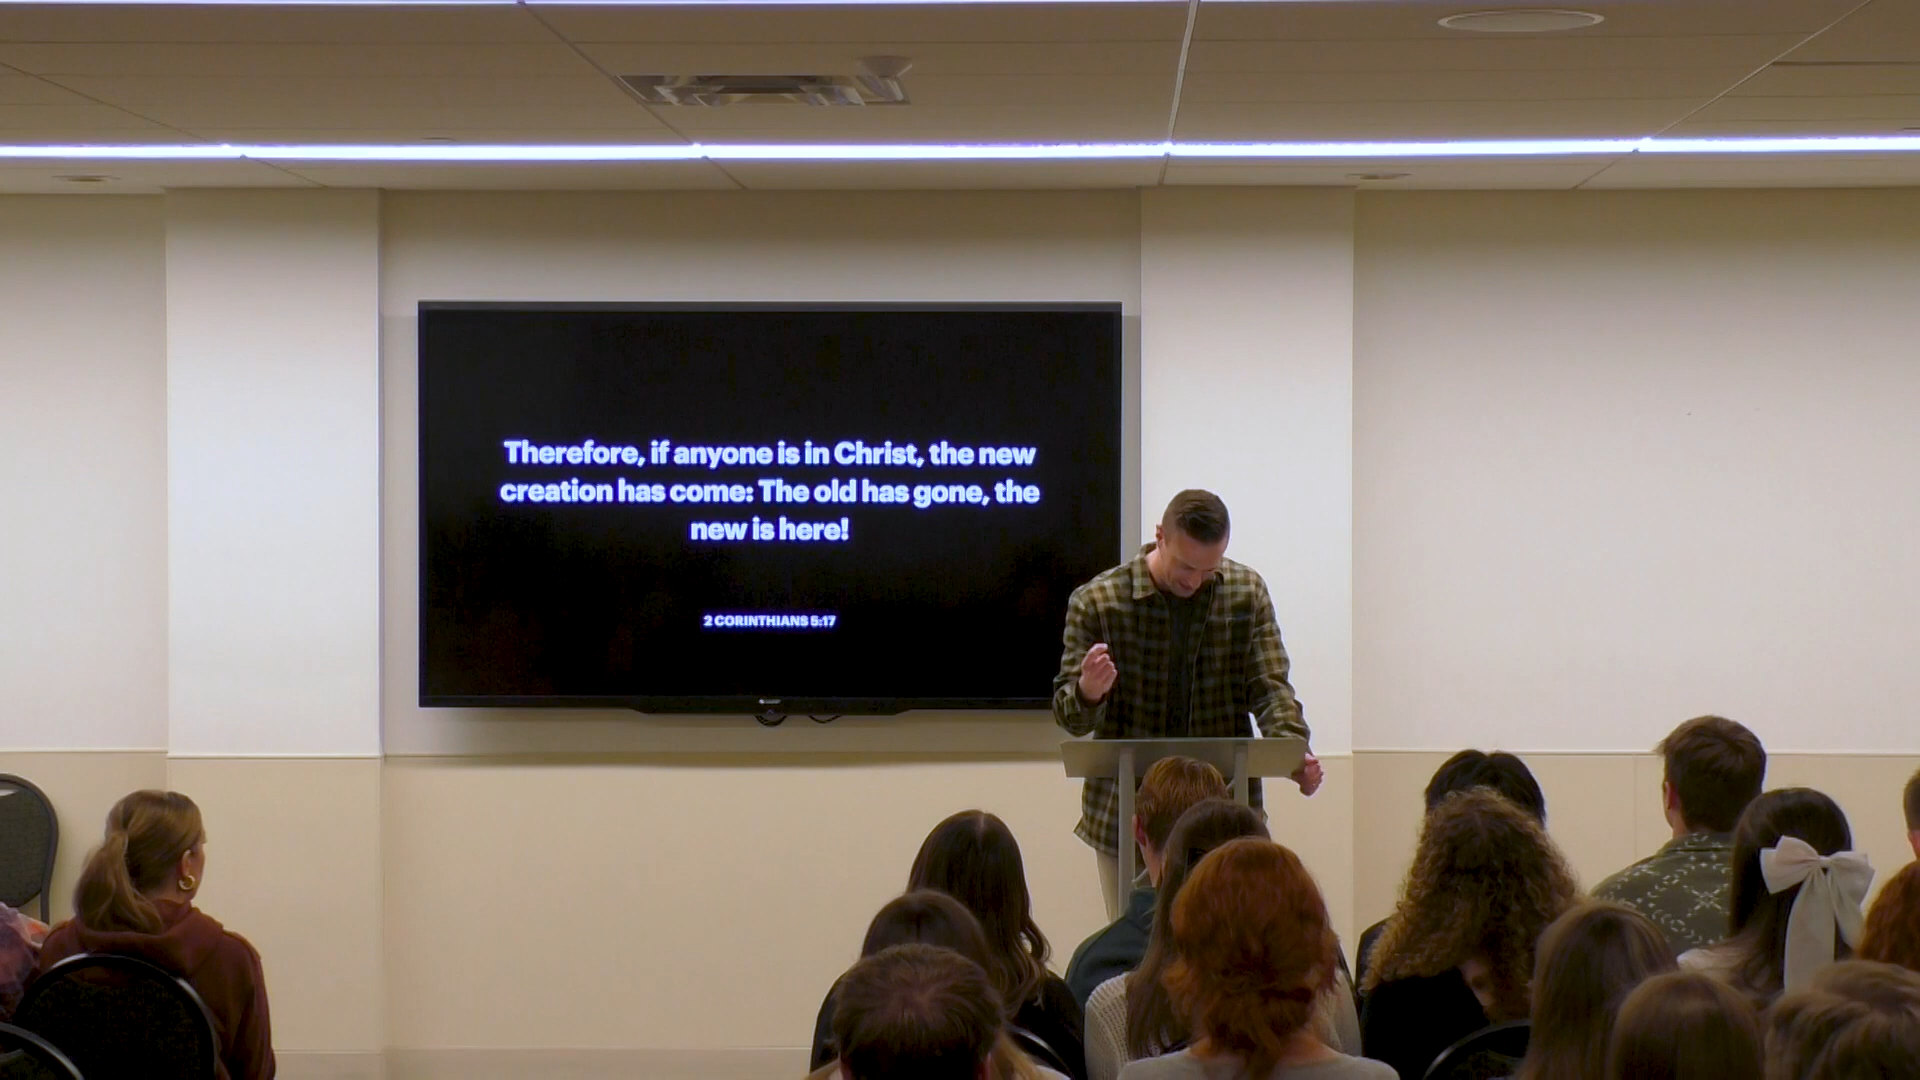 Therefore, if anyone is in Christ, the new
creation has come: The old has gone, the
new is here!
2 CORINTHIANS 5:17